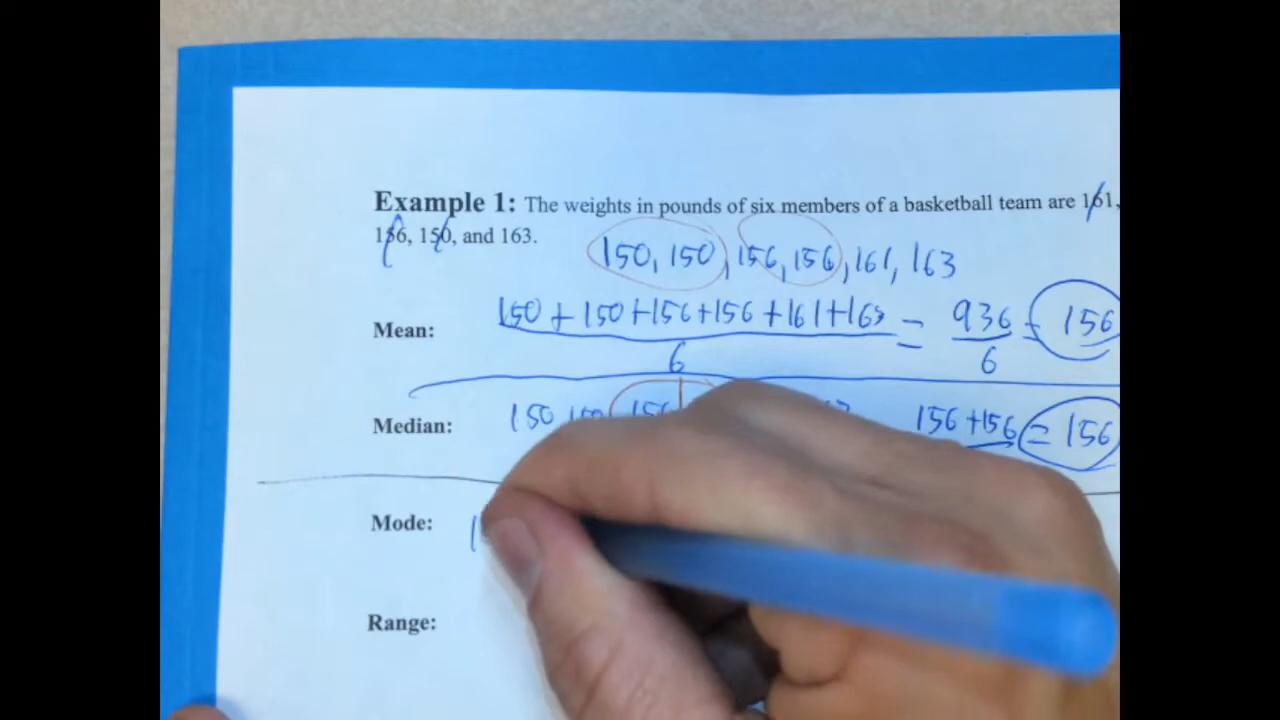 Example 1: The weights in pounds of six members of a basketball team are 161,
156, 150, and 163.
150, 150, 156, 156, 161, 163
Mean: 150 + 150 + 156 + 156 + 161 + 163 / 6 = 936 / 6 = 156
Median: 150, 150, 156 156 + 156 = 156
Mode: 1
Range: